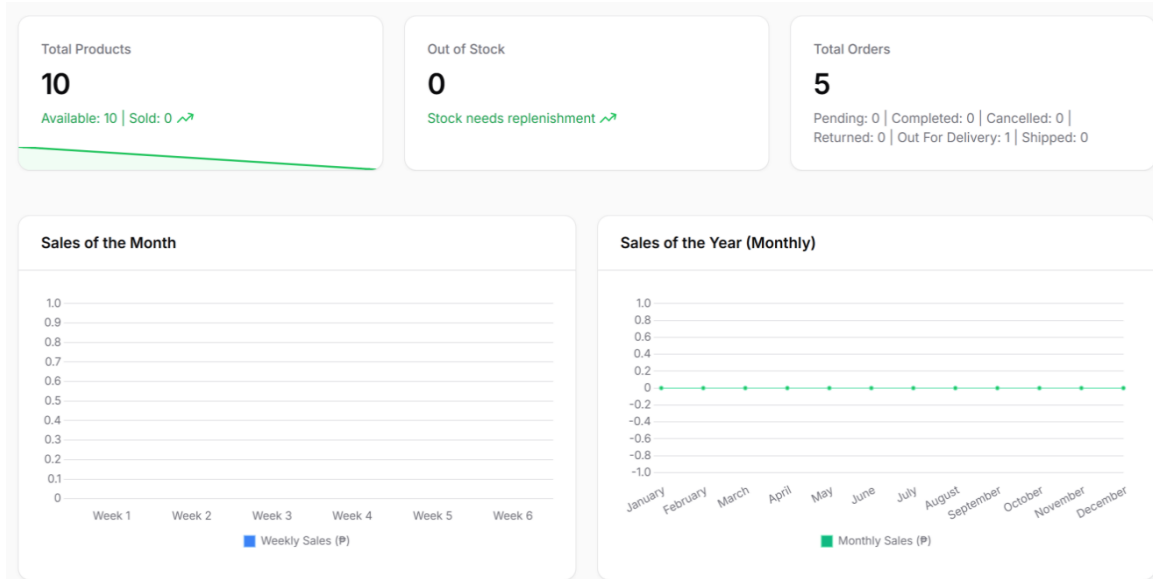 Total Products
10
Available: 10 | Sold: 0
Out of Stock
0
Stock needs replenishment
Total Orders
5
Pending: 0 | Completed: 0 | Cancelled: 0 |
Returned: 0 | Out For Delivery: 1 | Shipped: 0
Sales of the Month
1.0
0.9
0.8
0.7
0.6
0.5
0.4
0.3
0.2
0.1
0
Week 1 Week 2 Week 3 Week 4 Week 5 Week 6
Weekly Sales (₱)
Sales of the Year (Monthly)
1.0
0.8
0.6
0.4
0.2
0
-0.2
-0.4
-0.6
-0.8
-1.0
January February March April May June July August September October November December
Monthly Sales (₱)